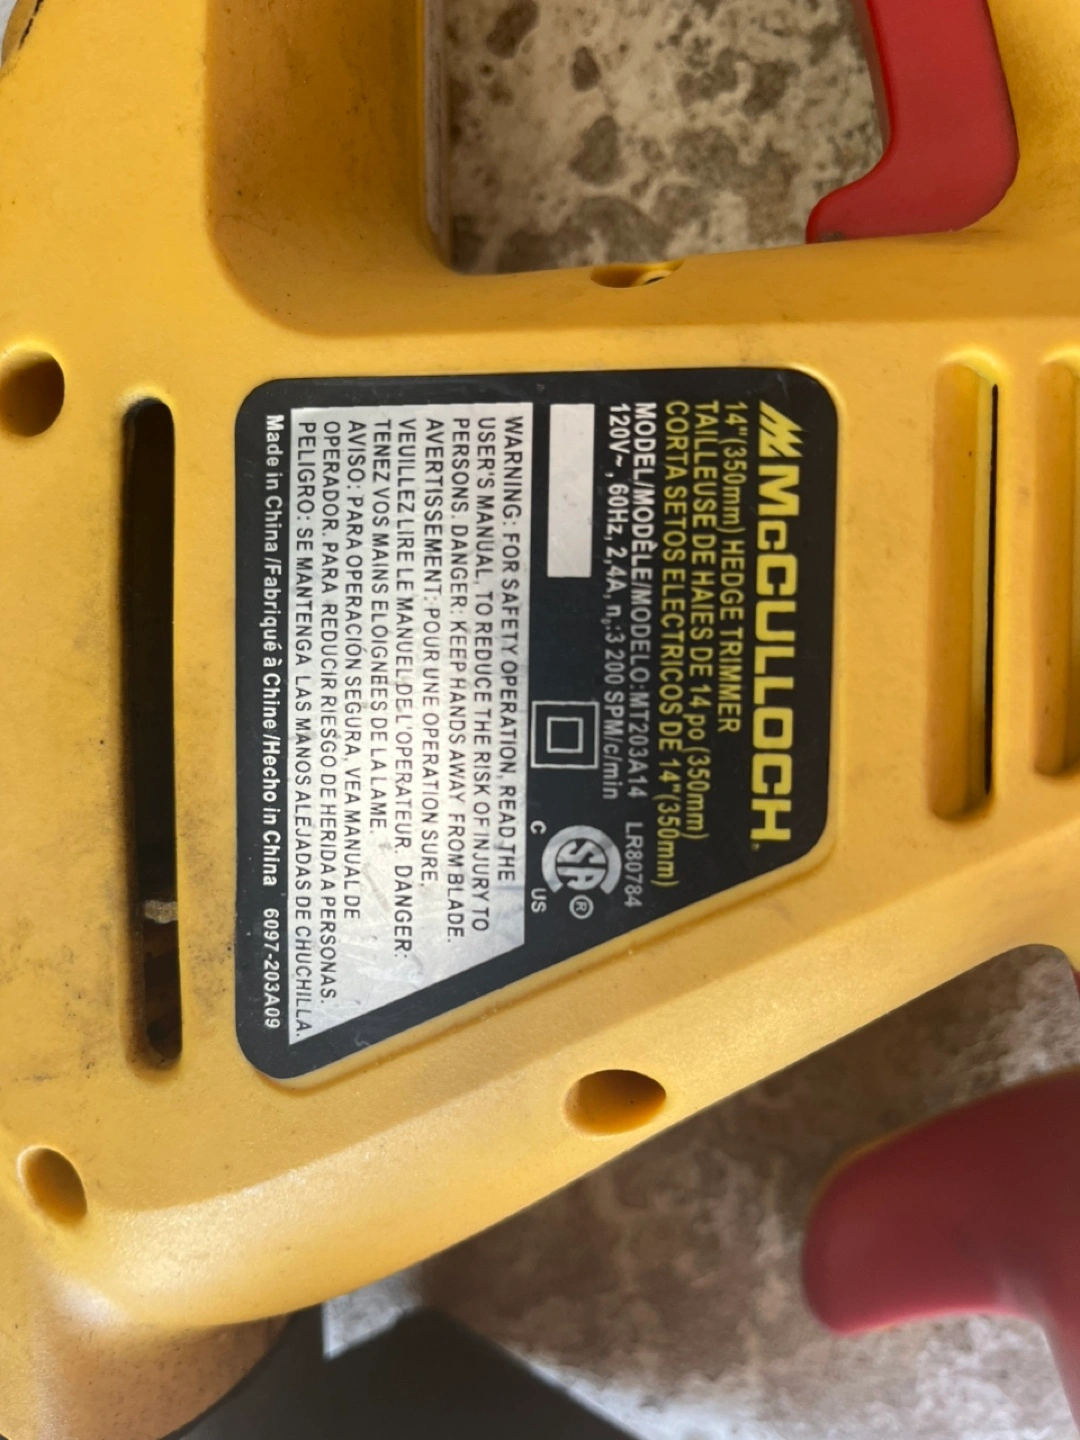 McCULLOCH®
14"(350mm) HEDGE TRIMMER
TAILLEUSE DE HAIES DE 14 po (350mm)
CORTA SETOS ELECTRICOS DE 14"(350mm)
MODEL/MODÈLE/MODELO:MT203A14 LR80784
120V~, 60Hz, 2,4A, n₀:3 200 SPM/c/min
SA®
C US
WARNING: FOR SAFETY OPERATION, READ THE
USER'S MANUAL, TO REDUCE THE RISK OF INJURY TO
PERSONS. DANGER: KEEP HANDS AWAY FROM BLADE.
AVERTISSEMENT: POUR UNE OPERATION SURE,
VEUILLEZ LIRE LE MANUEL DE L'OPERATEUR. DANGER:
TENEZ VOS MAINS ELOIGNEES DE LA LAME.
AVISO: PARA OPERACIÓN SEGURA, VEA MANUAL DE
OPERADOR. PARA REDUCIR RIESGO DE HERIDA A PERSONAS.
PELIGRO: SE MANTENGA LAS MANOS ALEJADAS DE CHUCHILLA.
Made in China /Fabriqué à Chine /Hecho in China 6097-203A09